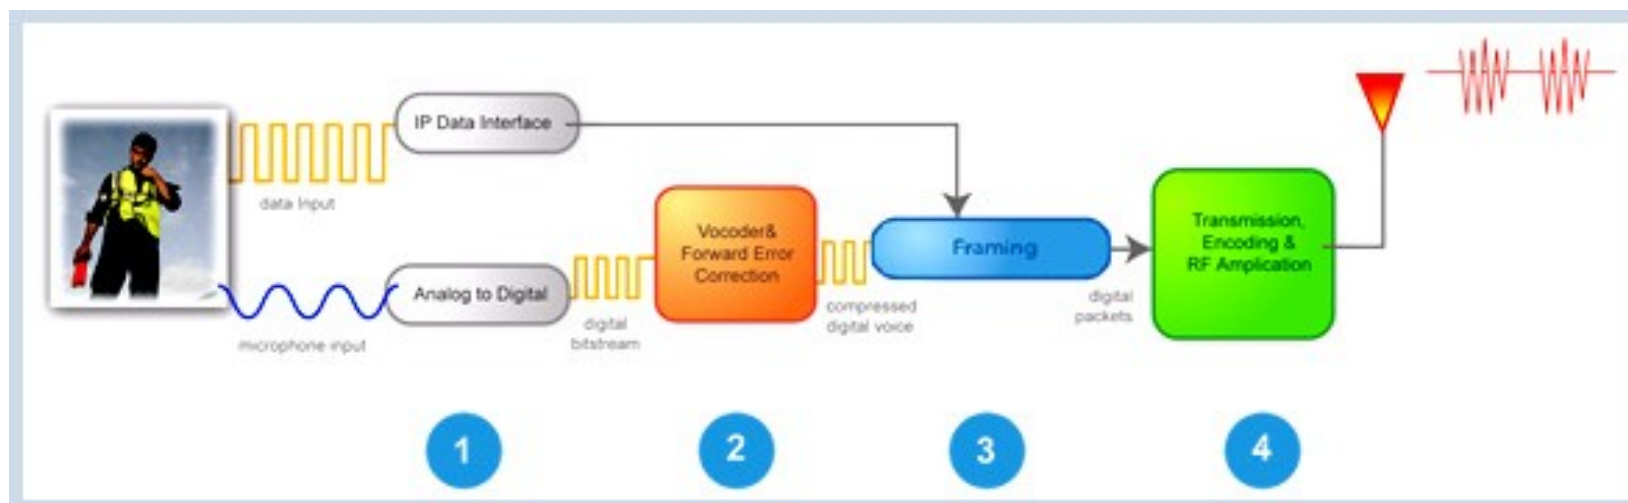 IP Data Interface
data Input
Analog to Digital
microphone input
digital
bitstream
Vocoder&
Forward Error
Correction
compressed
digital voice
Framing
digital
packets
Transmission,
Encoding &
RF Amplication
1
2
3
4